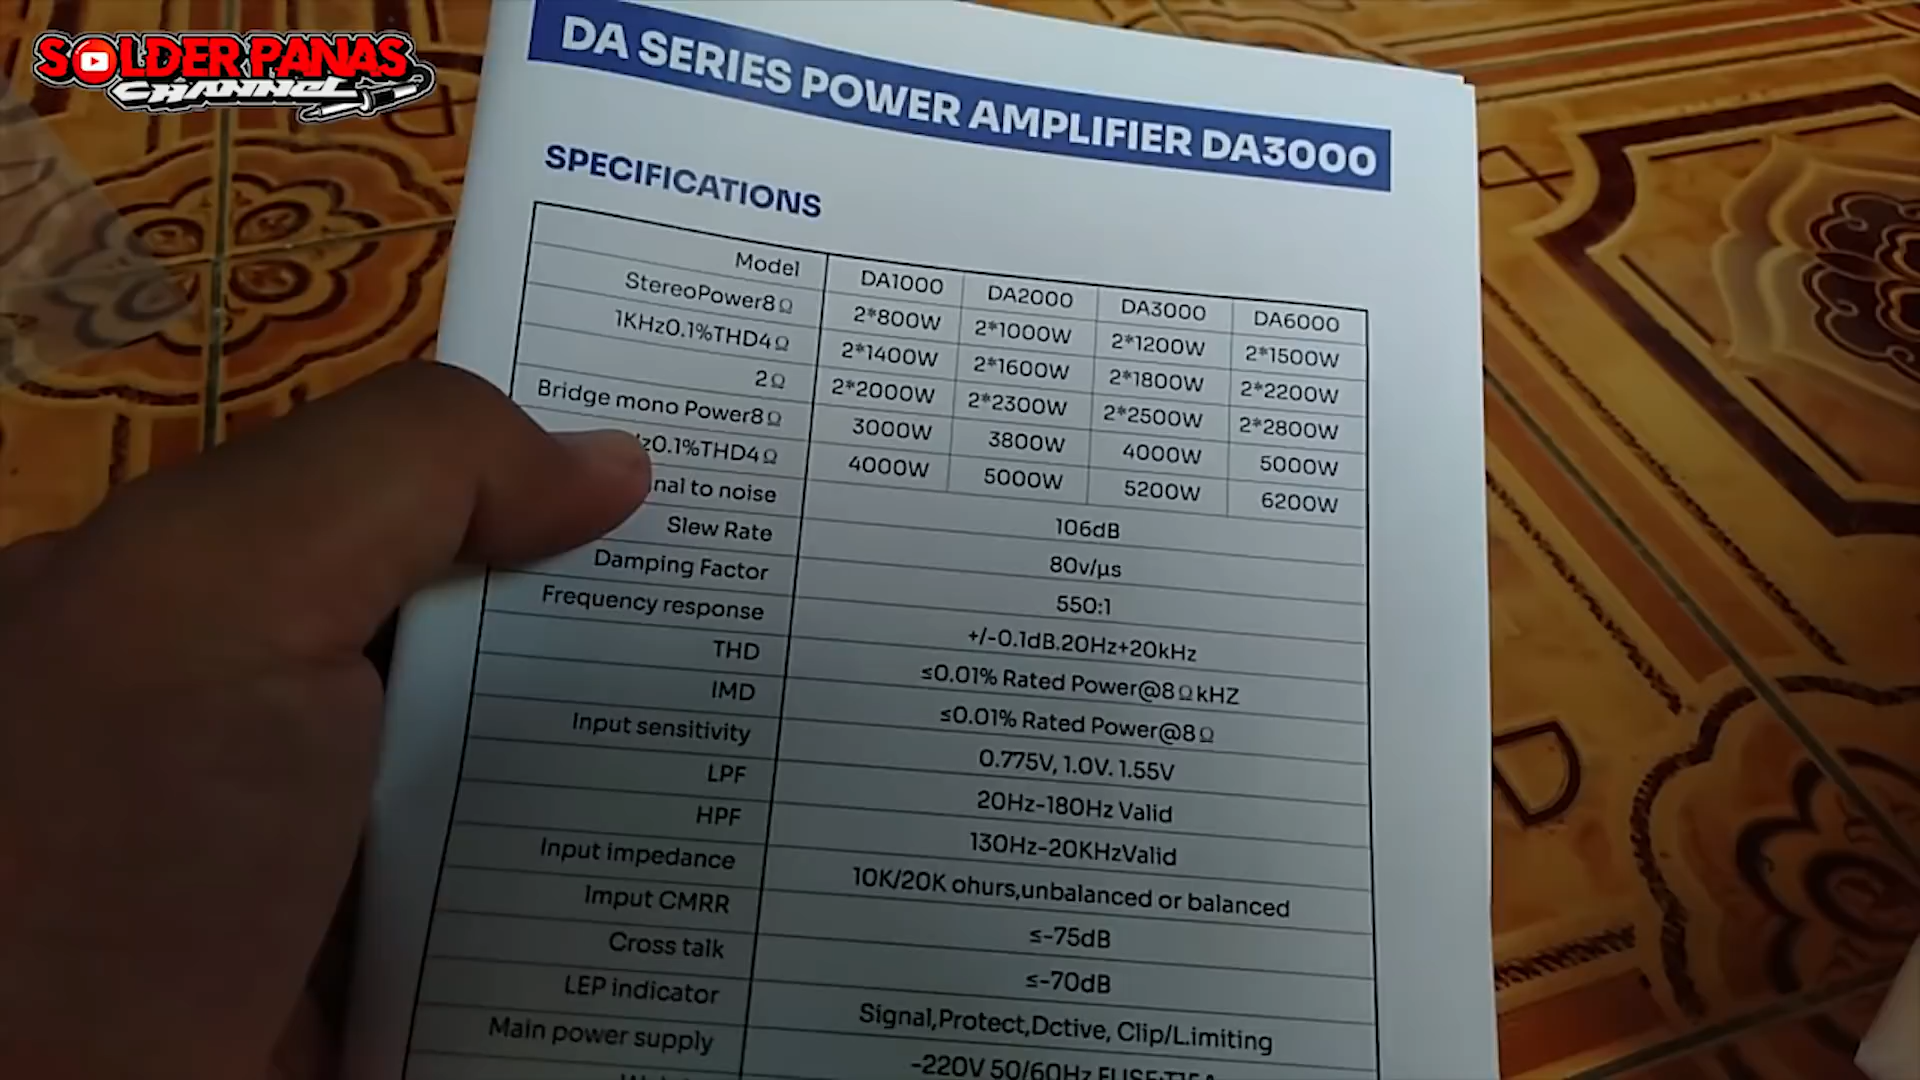 SOLDER PANAS
CHANNEL
DA SERIES POWER AMPLIFIER DA3000
SPECIFICATIONS
Model DA1000 DA2000 DA3000 DA6000
StereoPower8Ω 2*800W 2*1000W 2*1200W 2*1500W
1KHz0.1%THD4Ω 2*1400W 2*1600W 2*1800W 2*2200W
2Ω 2*2000W 2*2300W 2*2500W 2*2800W
Bridge mono Power8Ω 3000W 3800W 4000W 5000W
z0.1%THD4Ω 4000W 5000W 5200W 6200W
nal to noise 106dB
Slew Rate 80v/µs
Damping Factor 550:1
Frequency response +/-0.1dB.20Hz+20kHz
THD ≤0.01% Rated Power@8ΩkHZ
IMD ≤0.01% Rated Power@8Ω
Input sensitivity 0.775V, 1.0V. 1.55V
LPF 20Hz-180Hz Valid
HPF 130Hz-20KHzValid
Input impedance 10K/20K ohurs,unbalanced or balanced
Imput CMRR ≤-75dB
Cross talk ≤-70dB
LEP indicator Signal,Protect,Dctive, Clip/L.imiting
Main power supply -220V 50/60Hz FUSE:T15A